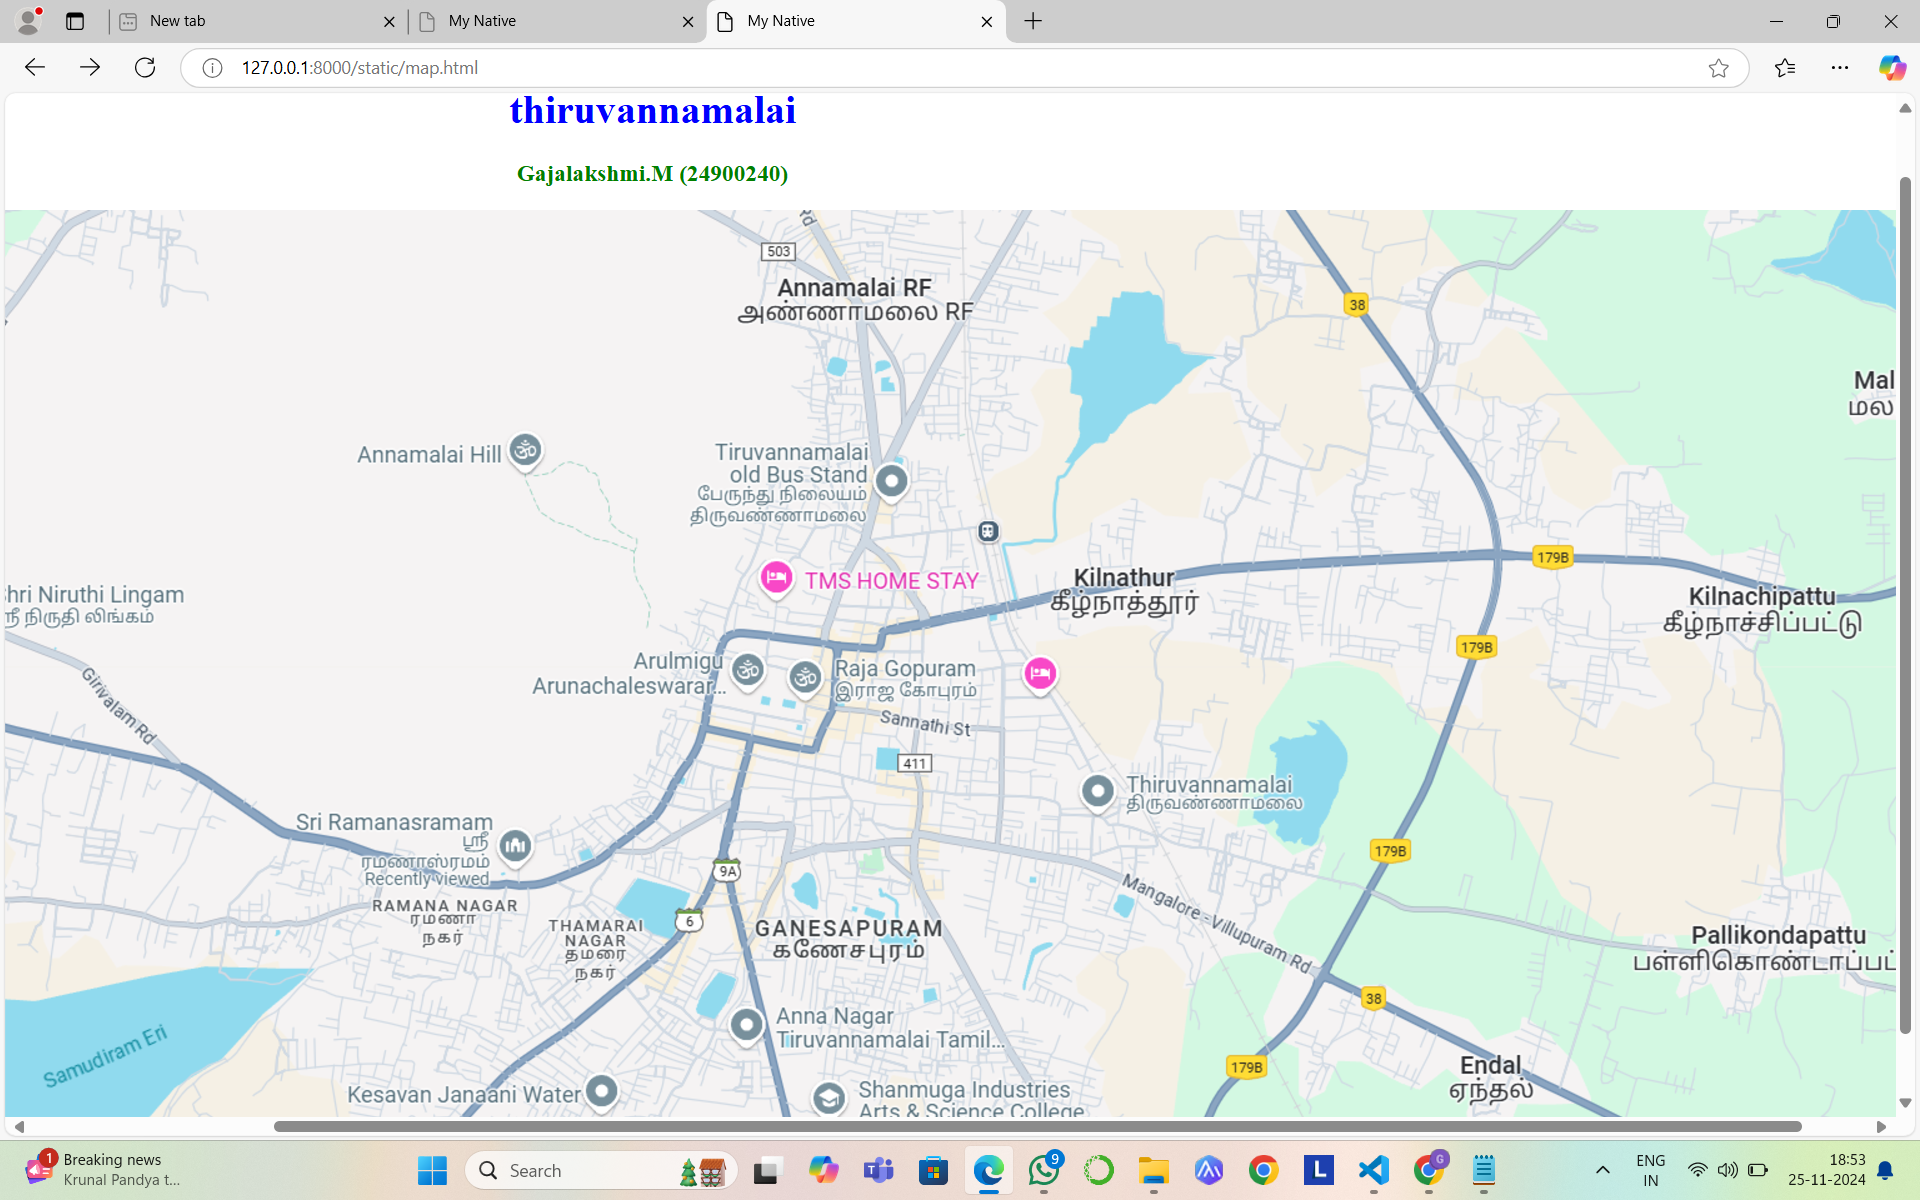 New tab
My Native
My Native
127.0.0.1:8000/static/map.html
thiruvannamalai
Gajalakshmi.M (24900240)
503
Rd
Annamalai RF
அண்ணாமலை RF
38
Mal
மல
Annamalai Hill
Tiruvannamalai
old Bus Stand
பேருந்து நிலையம்
திருவண்ணாமலை
TMS HOME STAY
Kilnathur
கீழ்நாத்தூர்
179B
Kilnachipattu
கீழ்நாச்சிப்பட்டு
hri Niruthi Lingam
ஸ்ரீ நிருதி லிங்கம்
179B
Girivalam Rd
Arulmigu
Arunachaleswarar...
Raja Gopuram
இராஜ கோபுரம்
Sannathi St
411
Thiruvannamalai
திருவண்ணாமலை
Sri Ramanasramam
ஸ்ரீ
ரமணாஸ்ரமம்
Recently viewed
179B
9A
RAMANA NAGAR
ரமணா
நகர்
Mangalore - Villupuram Rd
THAMARAI
NAGAR
தமரை
நகர்
6
GANESAPURAM
கணேசபுரம்
Pallikondapattu
பள்ளிகொண்டாப்பட்
38
Anna Nagar
Tiruvannamalai Tamil...
Samudiram Eri
179B
Endal
ஏந்தல்
Kesavan Janaani Water
Shanmuga Industries
Arts & Science College
1
Breaking news
Krunal Pandya t...
Search
9
L
G
ENG
IN
18:53
25-11-2024